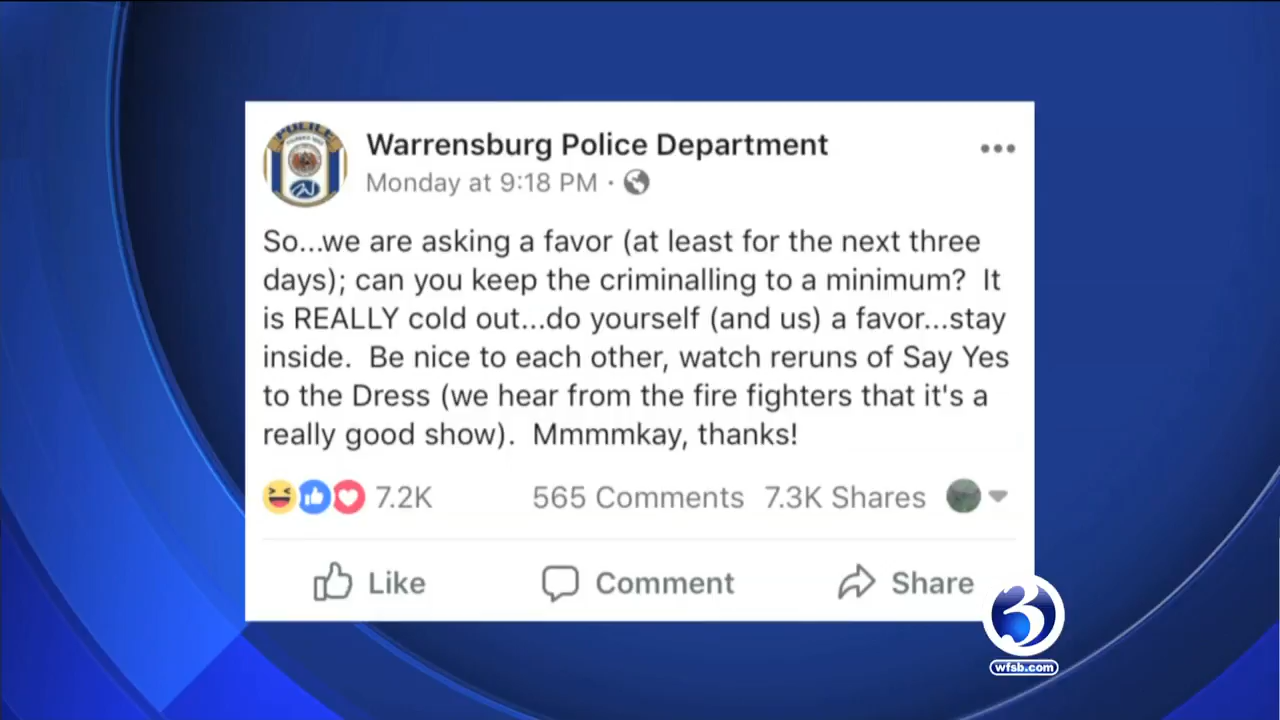 POLICE
Warrensburg Police Department
Monday at 9:18 PM ·
So...we are asking a favor (at least for the next three
days); can you keep the criminalling to a minimum?  It
is REALLY cold out...do yourself (and us) a favor...stay
inside.  Be nice to each other, watch reruns of Say Yes
to the Dress (we hear from the fire fighters that it's a
really good show).  Mmmmkay, thanks!
7.2K 565 Comments 7.3K Shares
Like Comment Share
3
wfsb.com